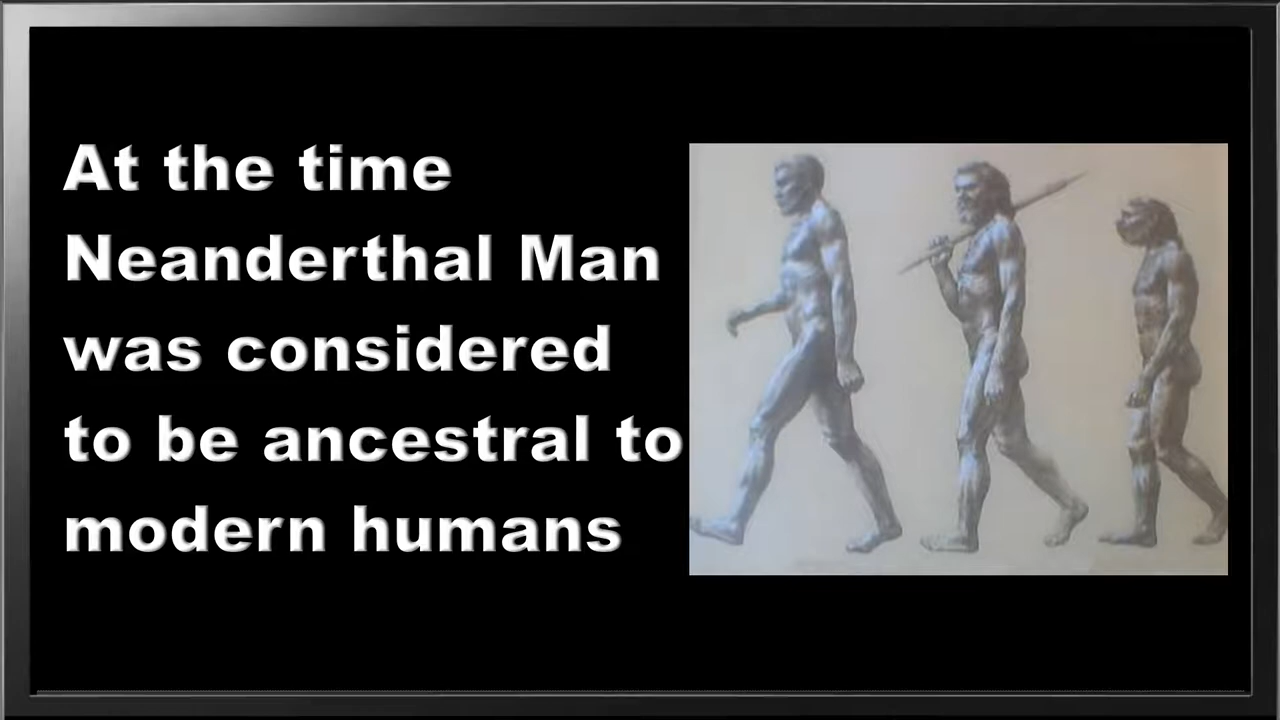 At the time
Neanderthal Man
was considered
to be ancestral to
modern humans